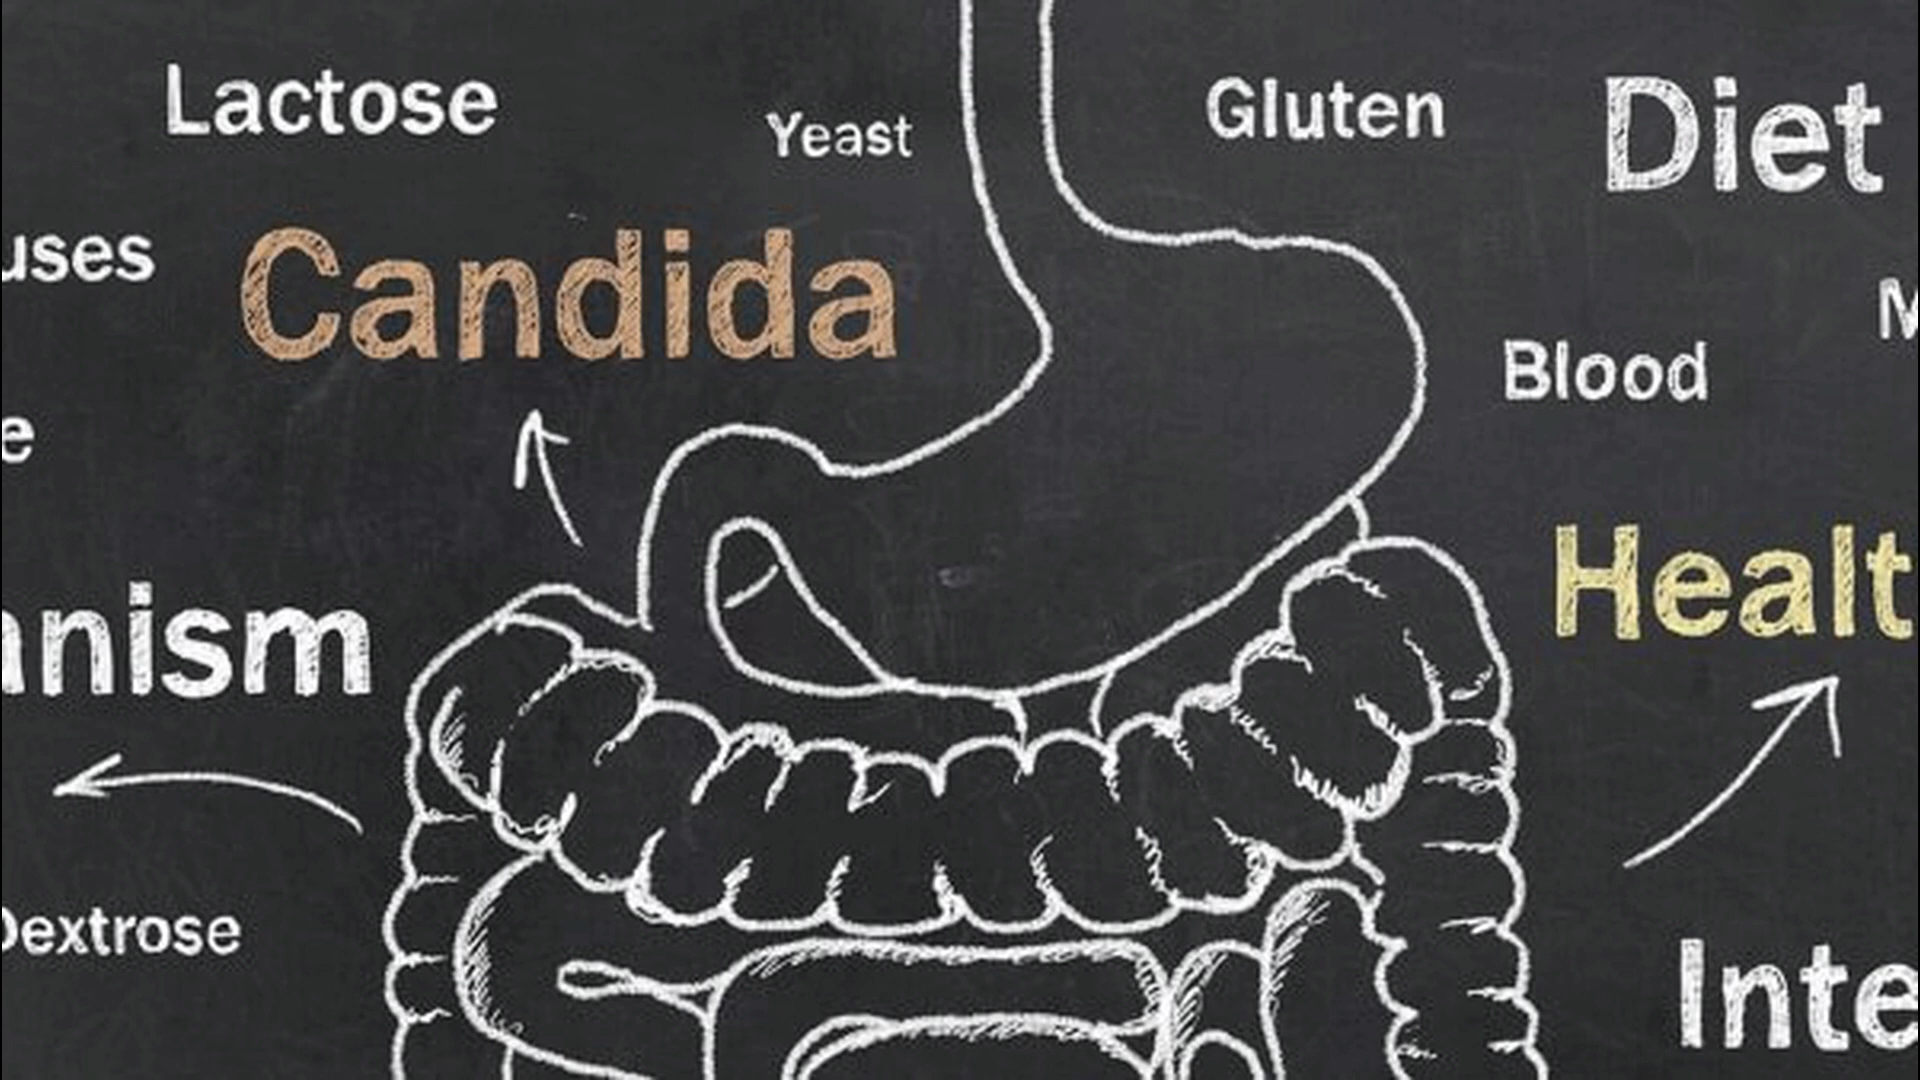 Lactose
Yeast
Gluten
Diet
uses
Candida
M
Blood
e
Healt
anism
Dextrose
Inte